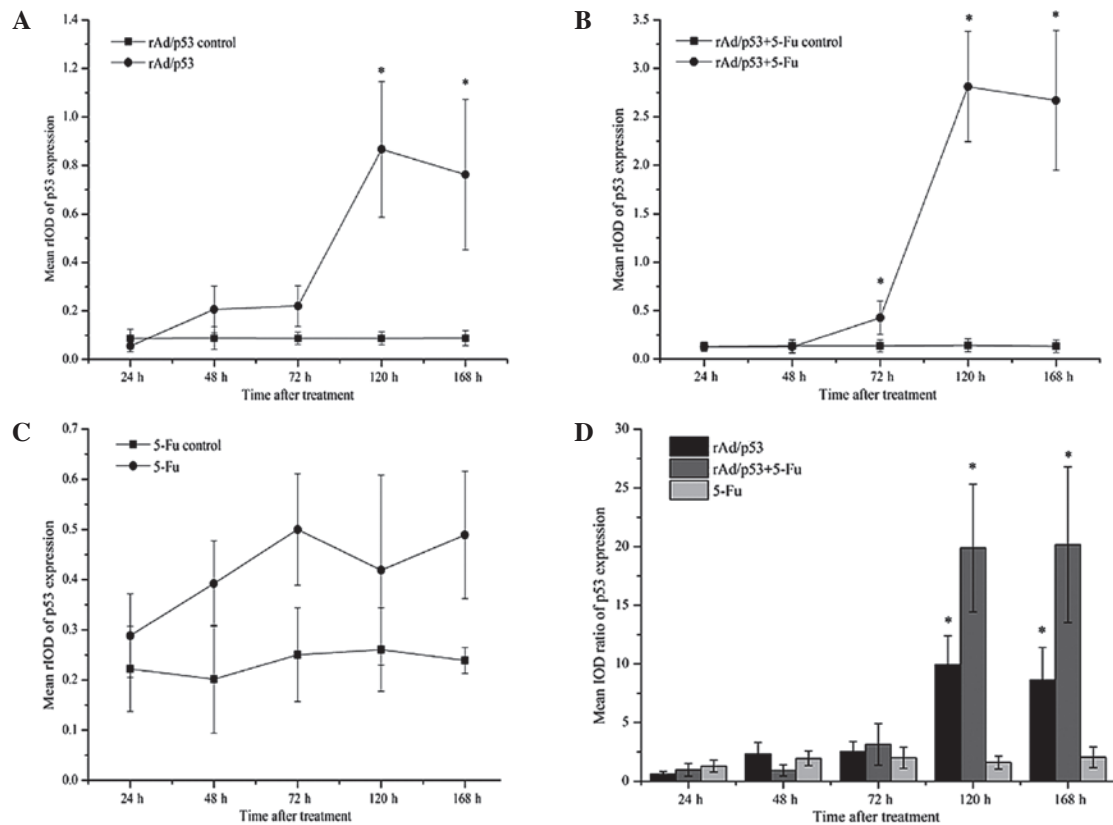 A
Mean rIOD of p53 expression
1.4
1.2
1.0
0.8
0.6
0.4
0.2
0.0
rAd/p53 control
rAd/p53
*
*
24 h 48 h 72 h 120 h 168 h
Time after treatment
B
Mean rIOD of p53 expression
3.5
3.0
2.5
2.0
1.5
1.0
0.5
0.0
rAd/p53+5-Fu control
rAd/p53+5-Fu
*
*
*
24 h 48 h 72 h 120 h 168 h
Time after treatment
C
Mean rIOD of p53 expression
0.7
0.6
0.5
0.4
0.3
0.2
0.1
0.0
5-Fu control
5-Fu
24 h 48 h 72 h 120 h 168 h
Time after treatment
D
Mean IOD ratio of p53 expression
30
25
20
15
10
5
0
rAd/p53
rAd/p53+5-Fu
5-Fu
*
*
*
*
24 h 48 h 72 h 120 h 168 h
Time after treatment